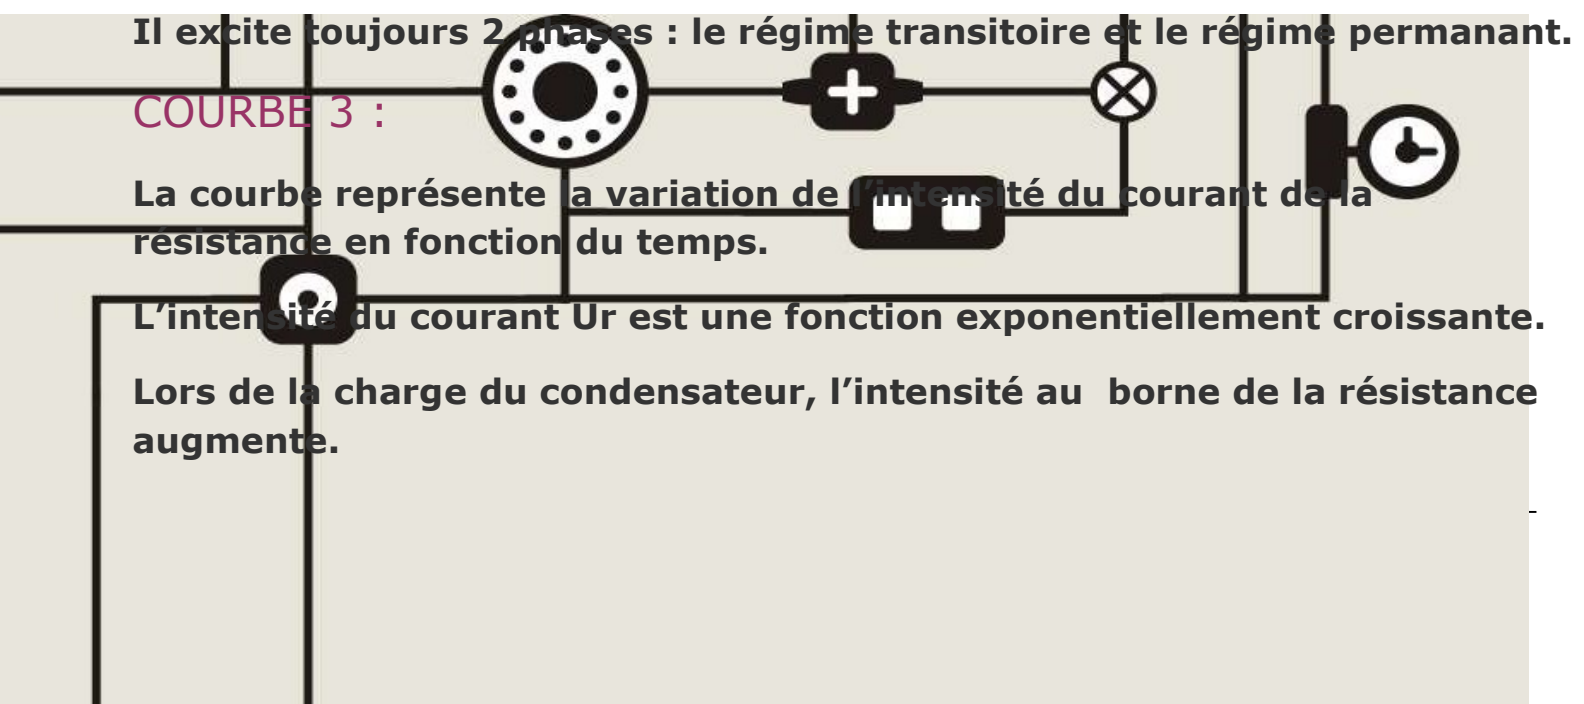 Il excite toujours 2 phases : le régime transitoire et le régime permanant.
COURBE 3 :
La courbe représente la variation de l’intensité du courant de la
résistance en fonction du temps.
L’intensité du courant Ur est une fonction exponentiellement croissante.
Lors de la charge du condensateur, l’intensité au  borne de la résistance
augmente.